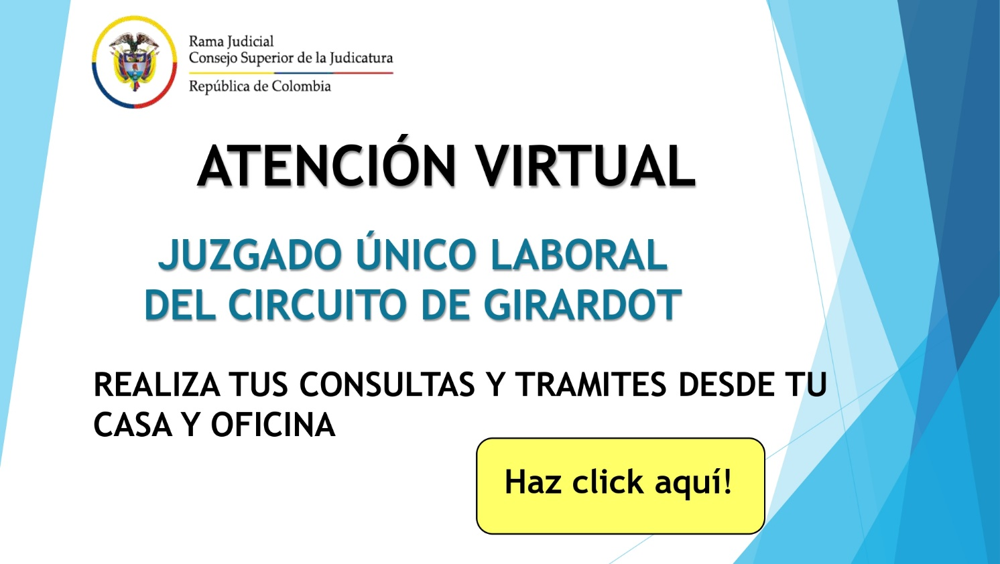 Rama Judicial
Consejo Superior de la Judicatura
República de Colombia
ATENCIÓN VIRTUAL
JUZGADO ÚNICO LABORAL
DEL CIRCUITO DE GIRARDOT
REALIZA TUS CONSULTAS Y TRAMITES DESDE TU
CASA Y OFICINA
Haz click aquí!